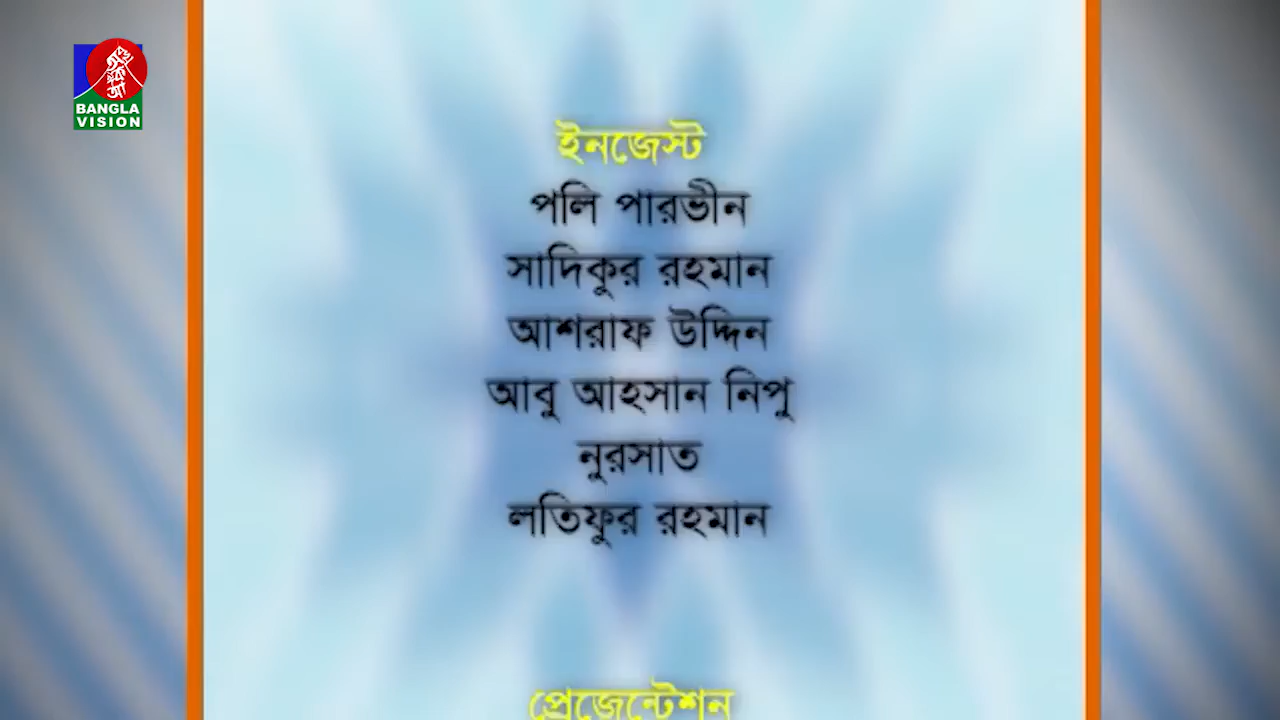 BANGLA
VISION
ইনজেস্ট
পলি পারভীন
সাদিকুর রহমান
আশরাফ উদ্দিন
আবু আহসান নিপু
নুরসাত
লতিফুর রহমান
প্রেজেন্টেশন